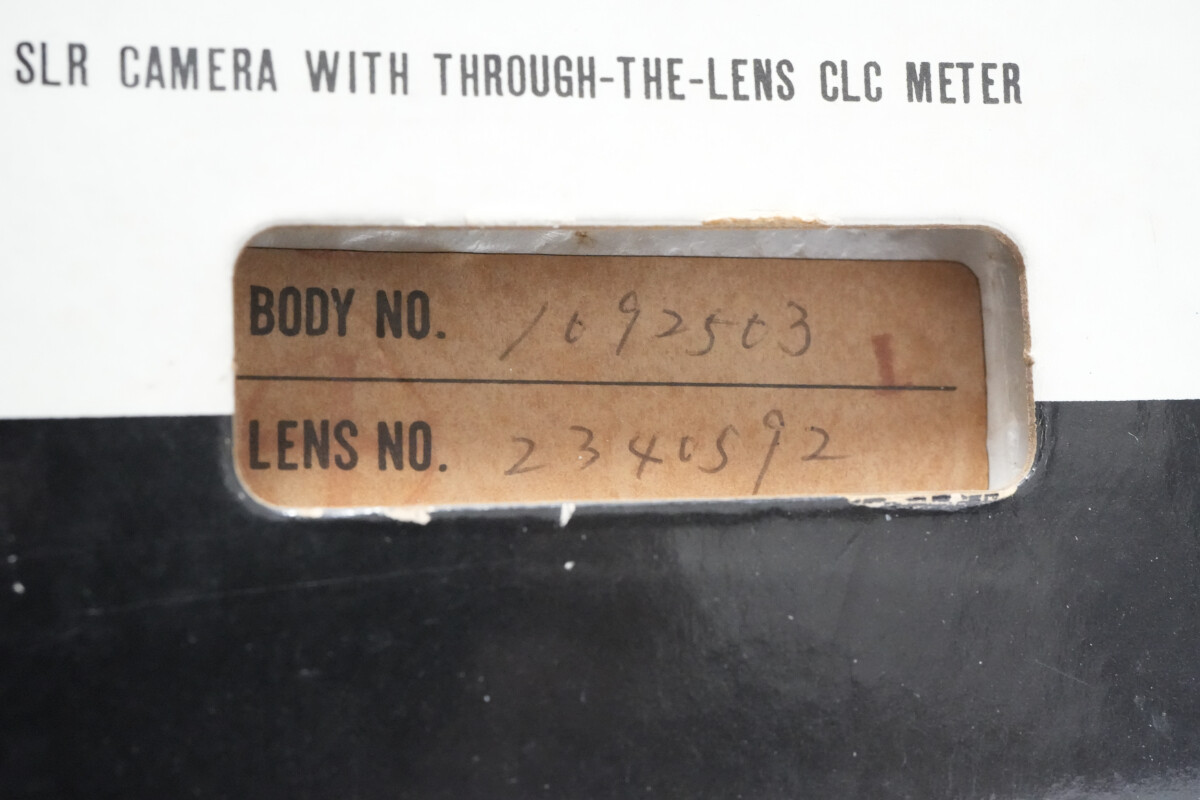 SLR CAMERA WITH THROUGH-THE-LENS CLC METER
BODY NO. 1092503
LENS NO. 2340592